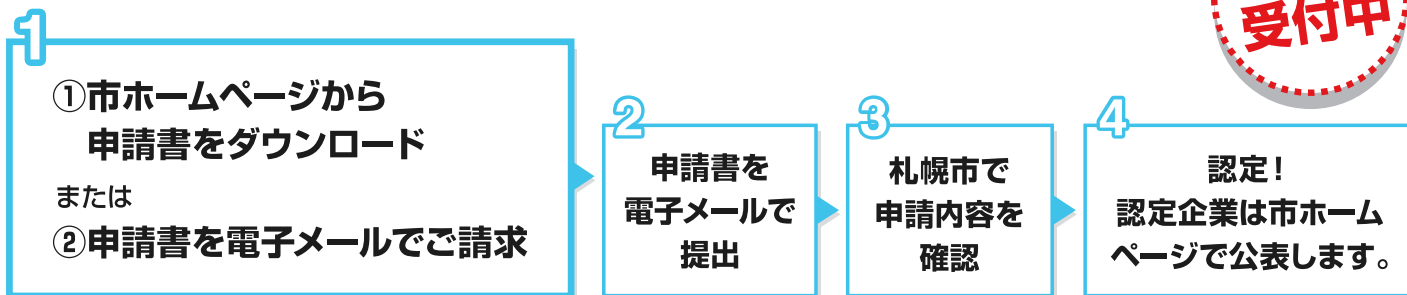 受付中
1
①市ホームページから
申請書をダウンロード
または
②申請書を電子メールでご請求
2
申請書を
電子メールで
提出
3
札幌市で
申請内容を
確認
4
認定!
認定企業は市ホーム
ページで公表します。